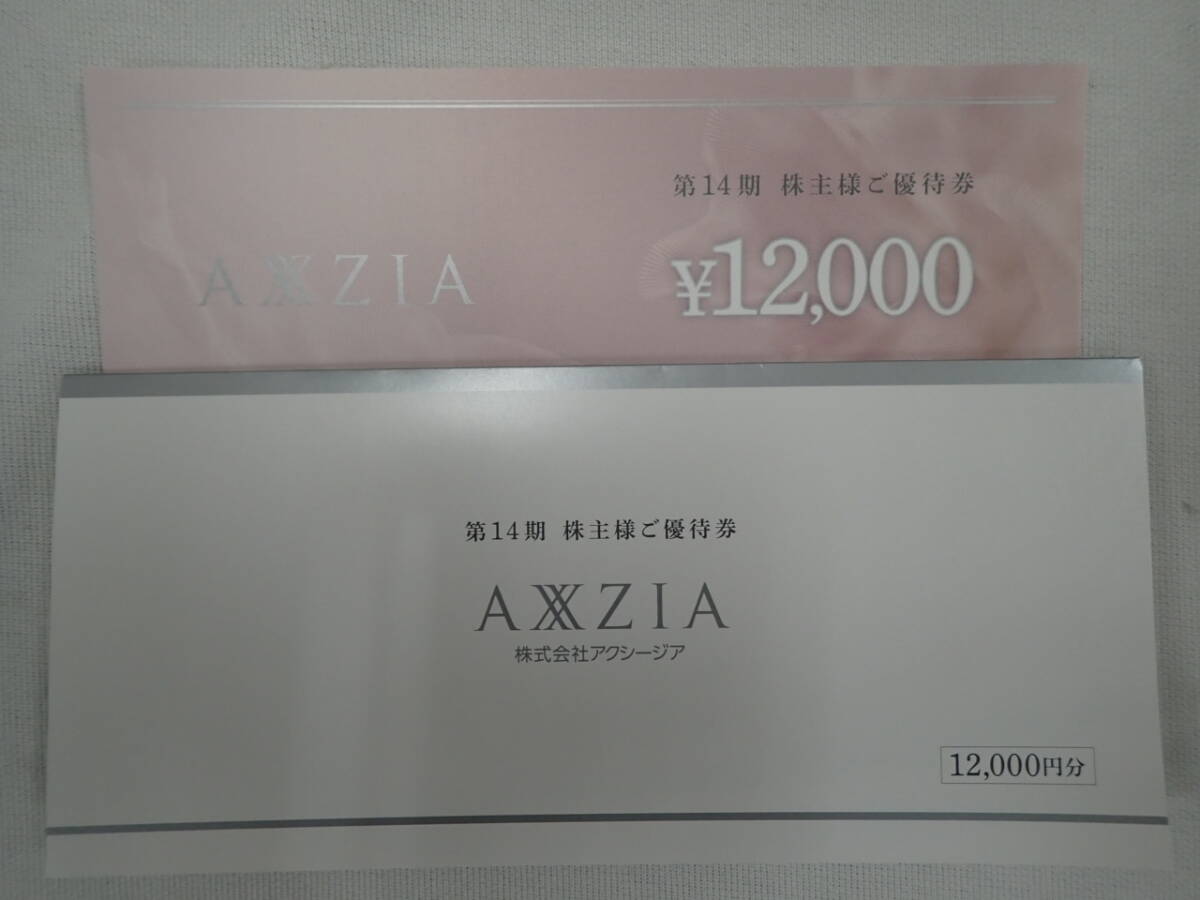 第14期 株主様ご優待券
AXXZIA
¥12,000
第14期 株主様ご優待券
AXXZIA
株式会社アクシージア
12,000円分